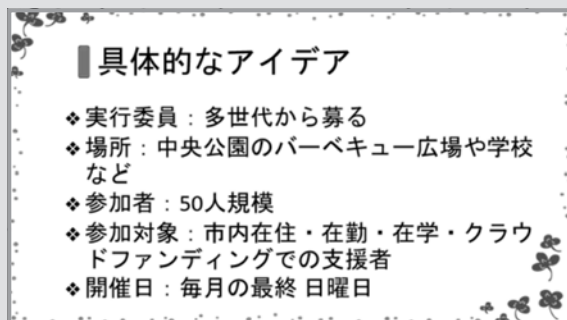 具体的なアイデア
❖実行委員：多世代から募る
❖場所：中央公園のバーベキュー広場や学校
など
❖参加者：50人規模
❖参加対象：市内在住・在勤・在学・クラウ
ドファンディングでの支援者
❖開催日：毎月の最終 日曜日